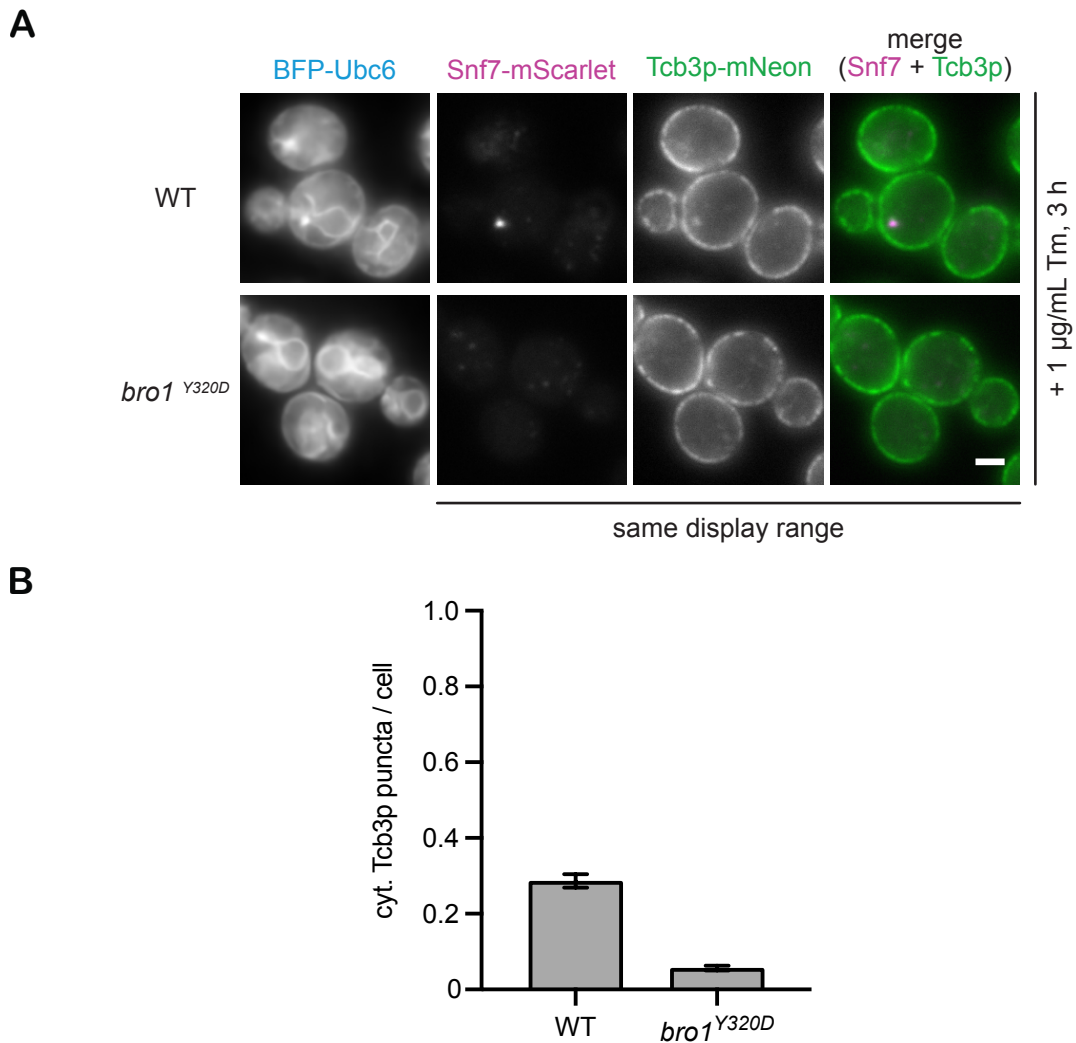 A
BFP-Ubc6 Snf7-mScarlet Tcb3p-mNeon merge
(Snf7 + Tcb3p)
WT
bro1 Y320D
+ 1 µg/mL Tm, 3 h
same display range
B
cyt. Tcb3p puncta / cell
1.0
0.8
0.6
0.4
0.2
0
WT bro1Y320D